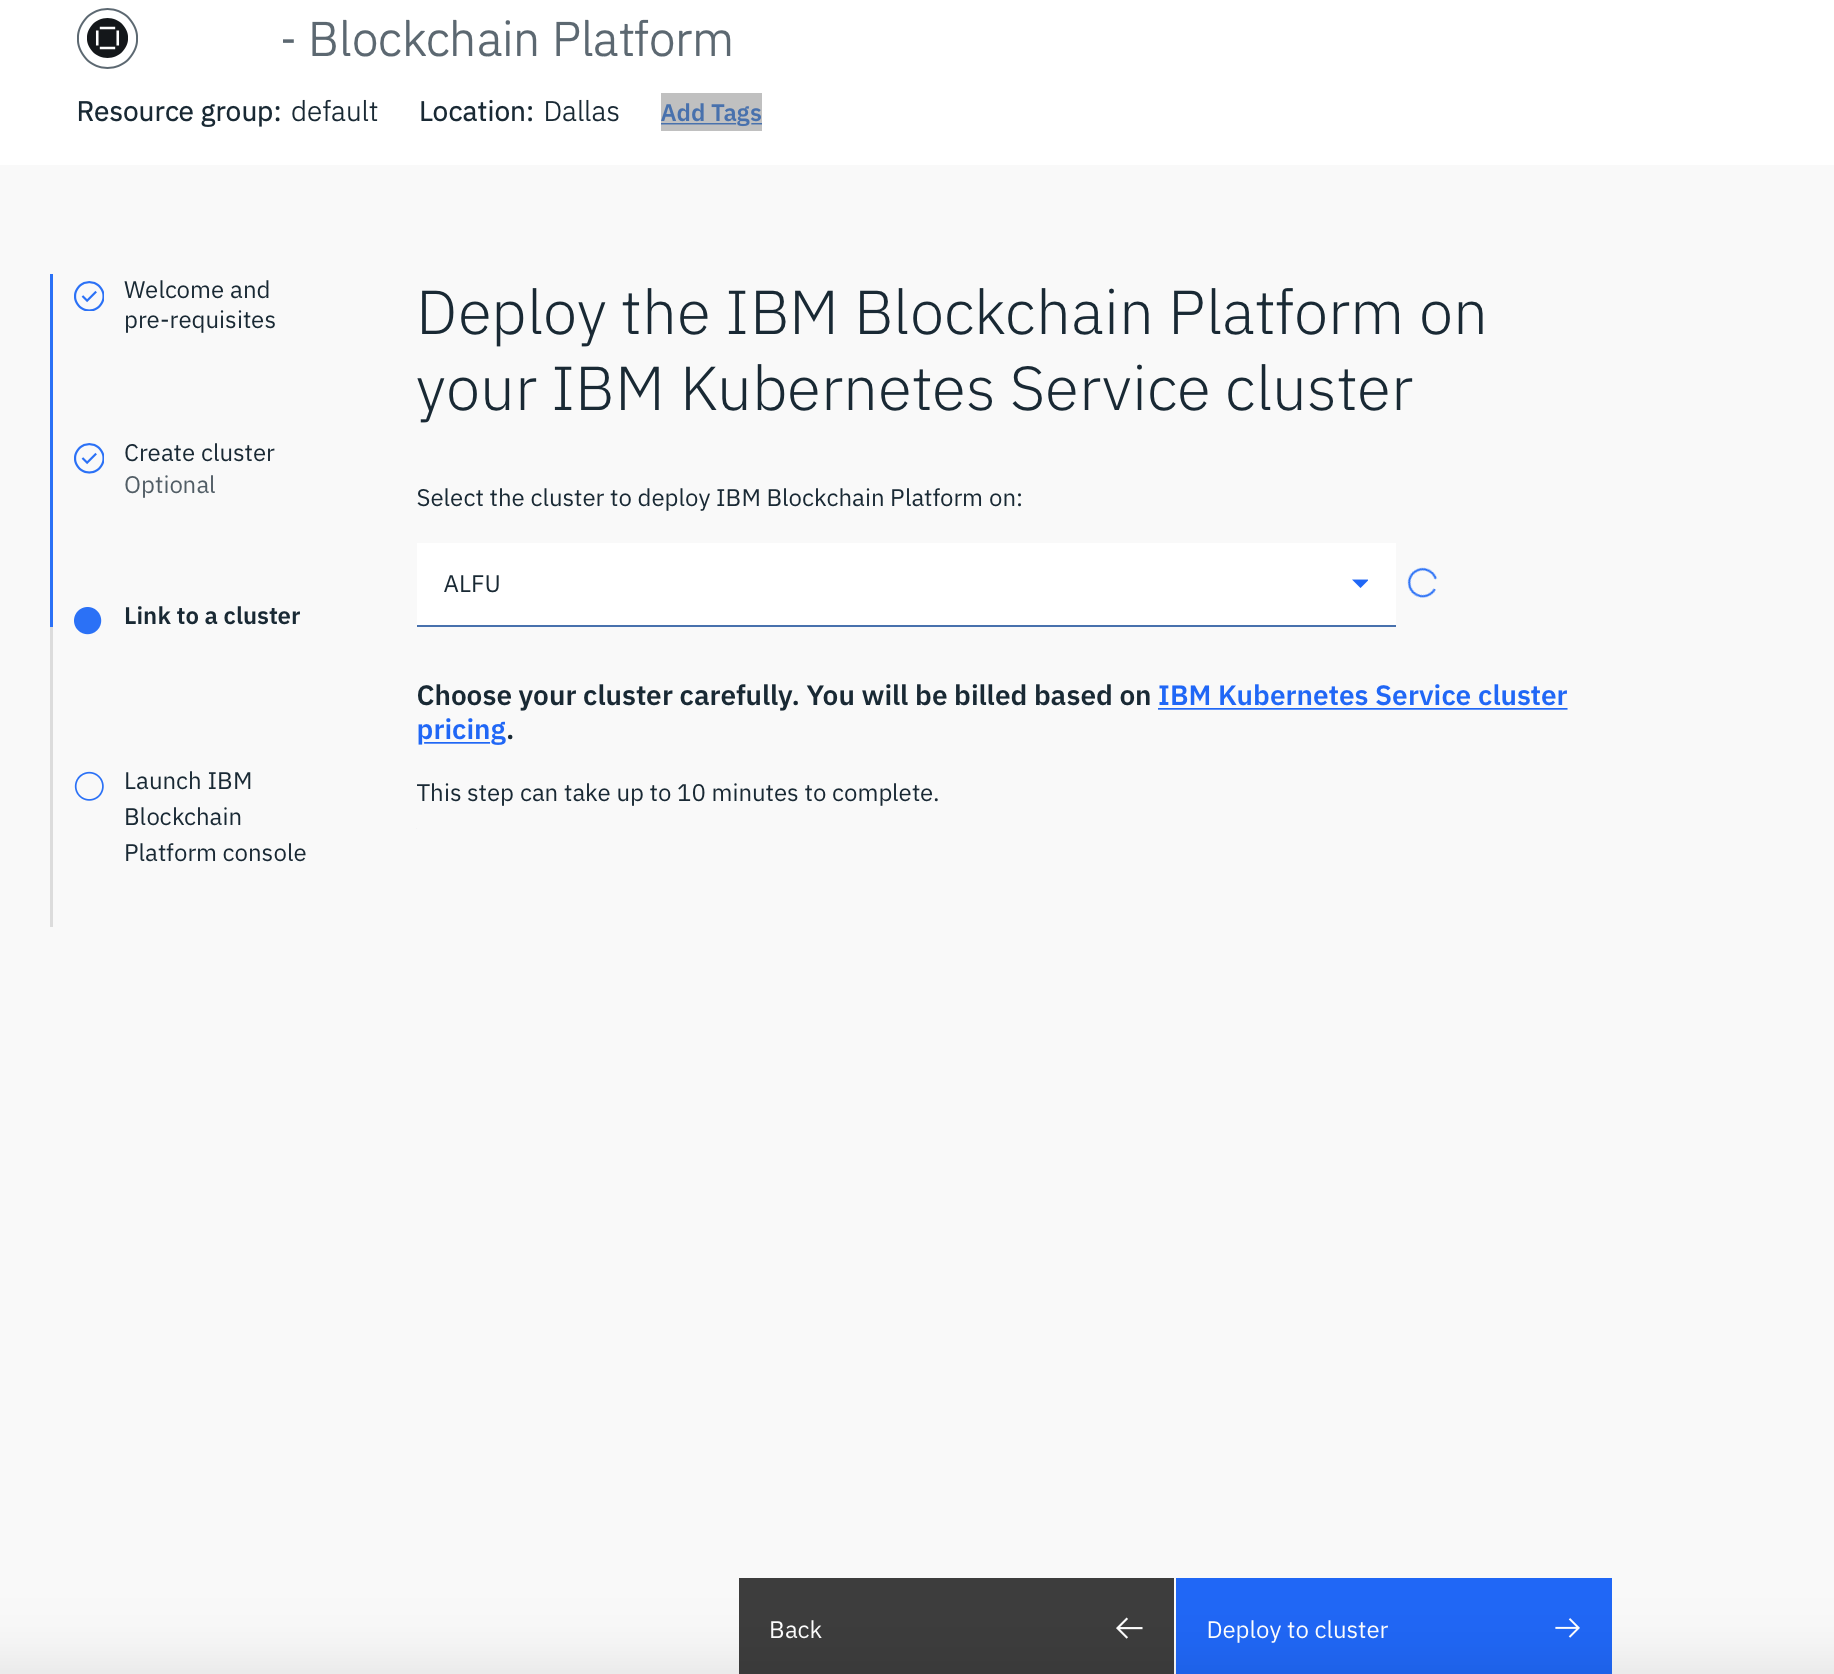 - Blockchain Platform
Resource group: default Location: Dallas Add Tags
Welcome and
pre-requisites
Create cluster
Optional
Link to a cluster
Launch IBM
Blockchain
Platform console
Deploy the IBM Blockchain Platform on
your IBM Kubernetes Service cluster
Select the cluster to deploy IBM Blockchain Platform on:
ALFU
Choose your cluster carefully. You will be billed based on IBM Kubernetes Service cluster
pricing.
This step can take up to 10 minutes to complete.
Back
Deploy to cluster